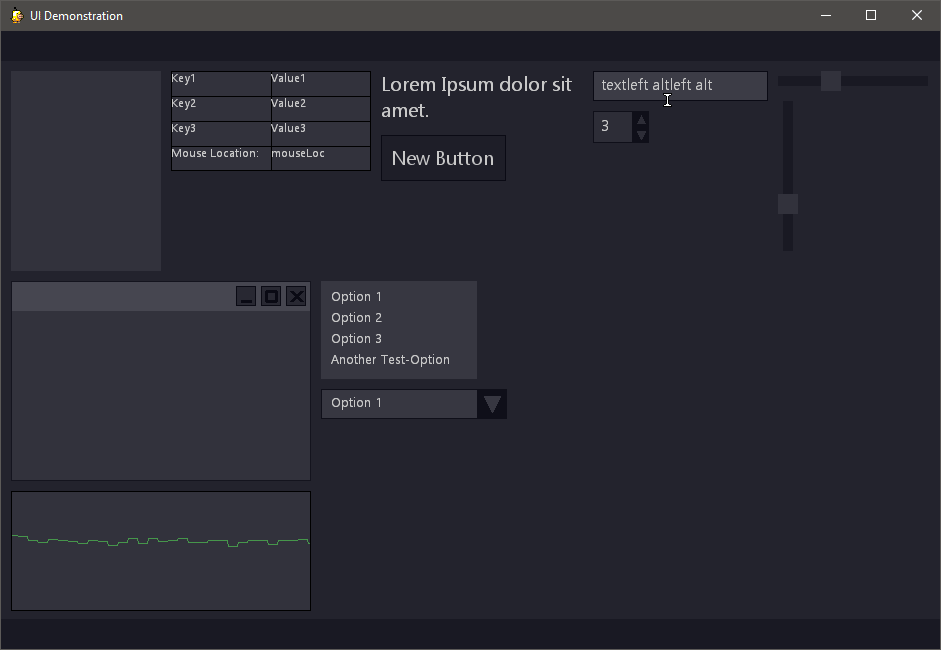 UI Demonstration
Key1 Value1
Key2 Value2
Key3 Value3
Mouse Location: mouseLoc
Lorem Ipsum dolor sit
amet.
New Button
textleft altleft alt
3
Option 1
Option 2
Option 3
Another Test-Option
Option 1